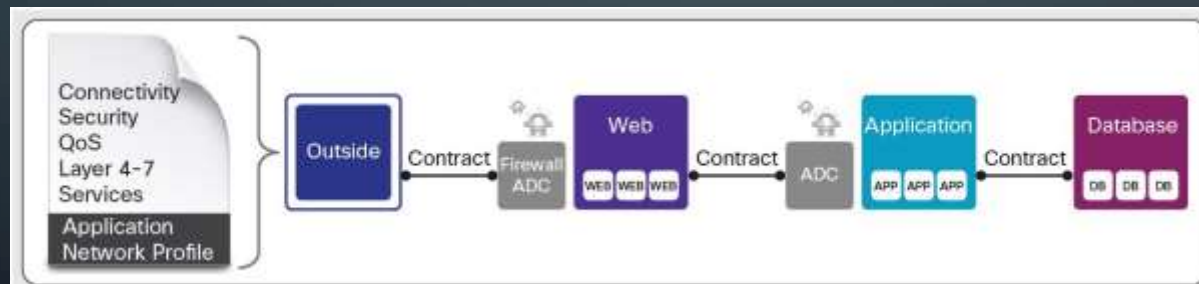 Connectivity
Security
QoS
Layer 4-7
Services
Application
Network Profile
Outside
Contract
Firewall
ADC
Web
WEB WEB WEB
Contract
ADC
Application
APP APP APP
Contract
Database
DB DB DB